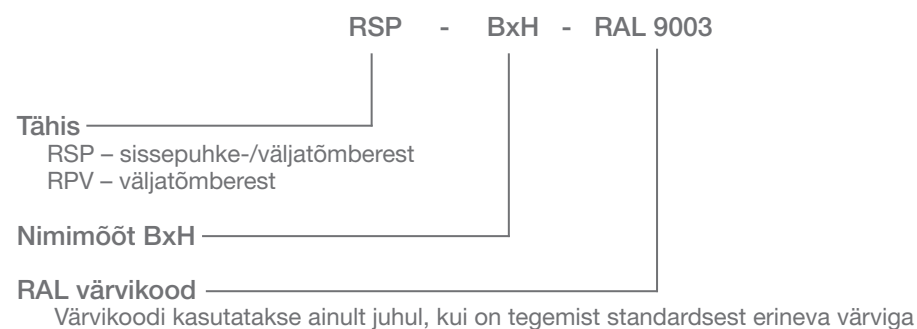 RSP - BxH - RAL 9003
Tähis
RSP – sissepuhke-/väljatõmberest
RPV – väljatõmberest
Nimimõõt BxH
RAL värvikood
Värvikoodi kasutatakse ainult juhul, kui on tegemist standardsest erineva värviga